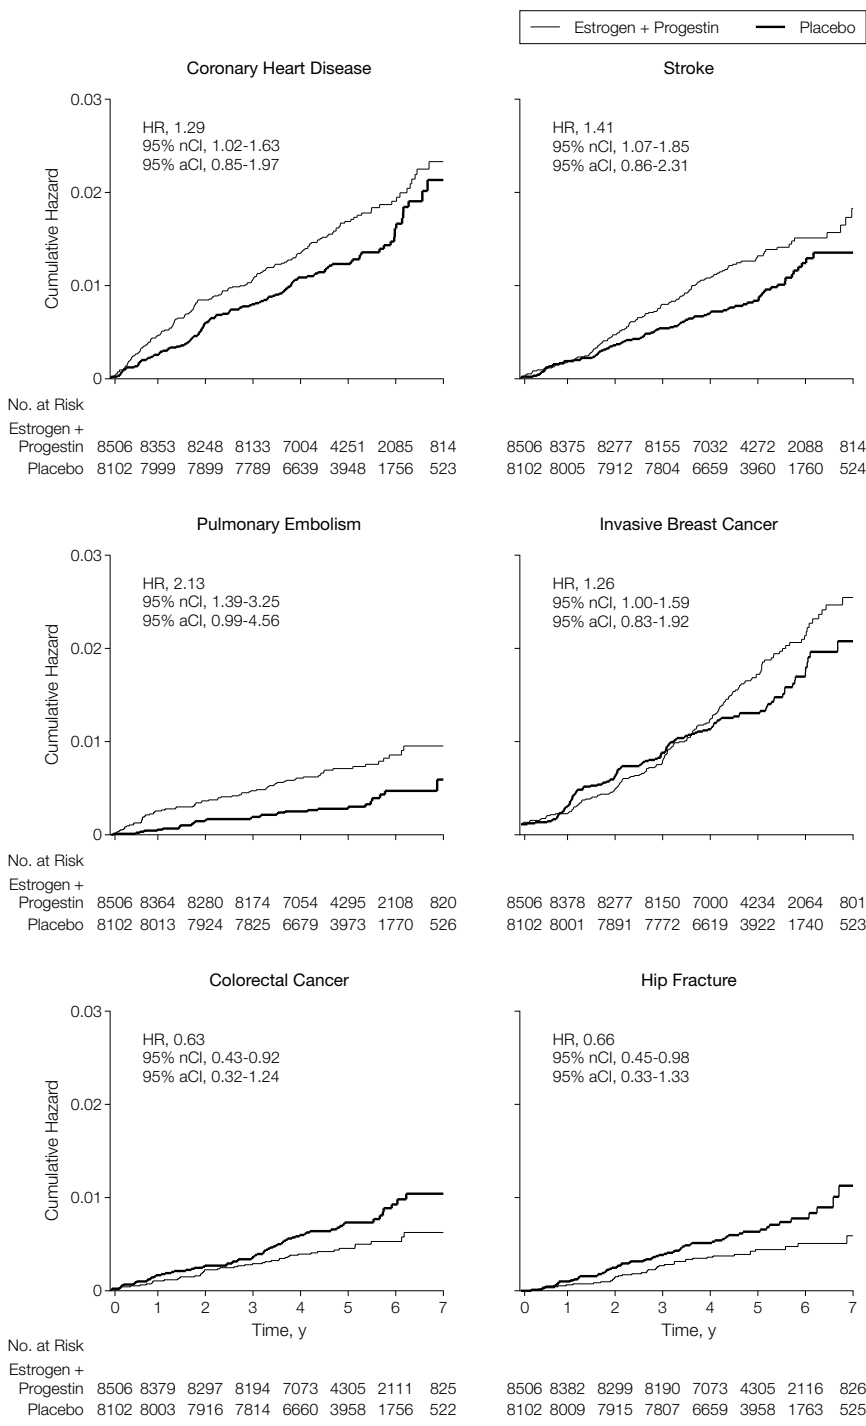 Estrogen + Progestin Placebo
Coronary Heart Disease
0.03
0.02
0.01
0
Cumulative Hazard
HR, 1.29
95% nCI, 1.02-1.63
95% aCI, 0.85-1.97
Stroke
HR, 1.41
95% nCI, 1.07-1.85
95% aCI, 0.86-2.31
No. at Risk
Estrogen +
Progestin 8506 8353 8248 8133 7004 4251 2085 814
Placebo 8102 7999 7899 7789 6639 3948 1756 523
8506 8375 8277 8155 7032 4272 2088 814
8102 8005 7912 7804 6659 3960 1760 524
Pulmonary Embolism
0.03
0.02
0.01
0
Cumulative Hazard
HR, 2.13
95% nCI, 1.39-3.25
95% aCI, 0.99-4.56
Invasive Breast Cancer
HR, 1.26
95% nCI, 1.00-1.59
95% aCI, 0.83-1.92
No. at Risk
Estrogen +
Progestin 8506 8364 8280 8174 7054 4295 2108 820
Placebo 8102 8013 7924 7825 6679 3973 1770 526
8506 8378 8277 8150 7000 4234 2064 801
8102 8001 7891 7772 6619 3922 1740 523
Colorectal Cancer
0.03
0.02
0.01
0
Cumulative Hazard
HR, 0.63
95% nCI, 0.43-0.92
95% aCI, 0.32-1.24
0 1 2 3 4 5 6 7
Time, y
Hip Fracture
HR, 0.66
95% nCI, 0.45-0.98
95% aCI, 0.33-1.33
0 1 2 3 4 5 6 7
Time, y
No. at Risk
Estrogen +
Progestin 8506 8379 8297 8194 7073 4305 2111 825
Placebo 8102 8003 7916 7814 6660 3958 1756 522
8506 8382 8299 8190 7073 4305 2116 826
8102 8009 7915 7807 6659 3958 1763 525